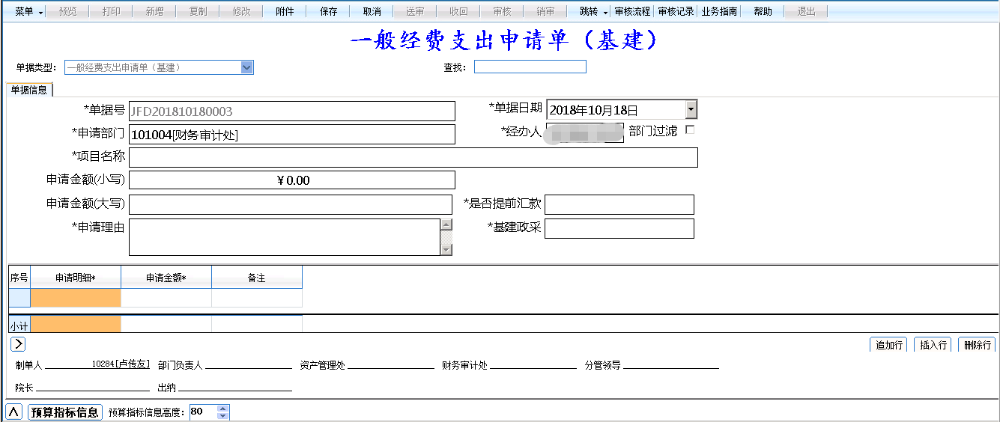 菜单 预览 打印 新增 复制 修改 附件 保存 取消 送审 收回 审核 销审 跳转 审核流程 审核记录 业务指南 帮助 退出
一般经费支出申请单（基建）
单据类型： 一般经费支出申请单（基建） 查找：
单据信息
*单据号 JFD201810180003 *单据日期 2018年10月18日
*申请部门 101004[财务审计处] *经办人 部门过滤
*项目名称
申请金额(小写) ￥0.00
申请金额(大写) *是否提前汇款
*申请理由 *基建政采
序号 申请明细* 申请金额* 备注
小计
追加行 插入行 删除行
制单人 10284[卢传友] 部门负责人 资产管理处 财务审计处 分管领导
院长 出纳
预算指标信息 预算指标信息高度： 80